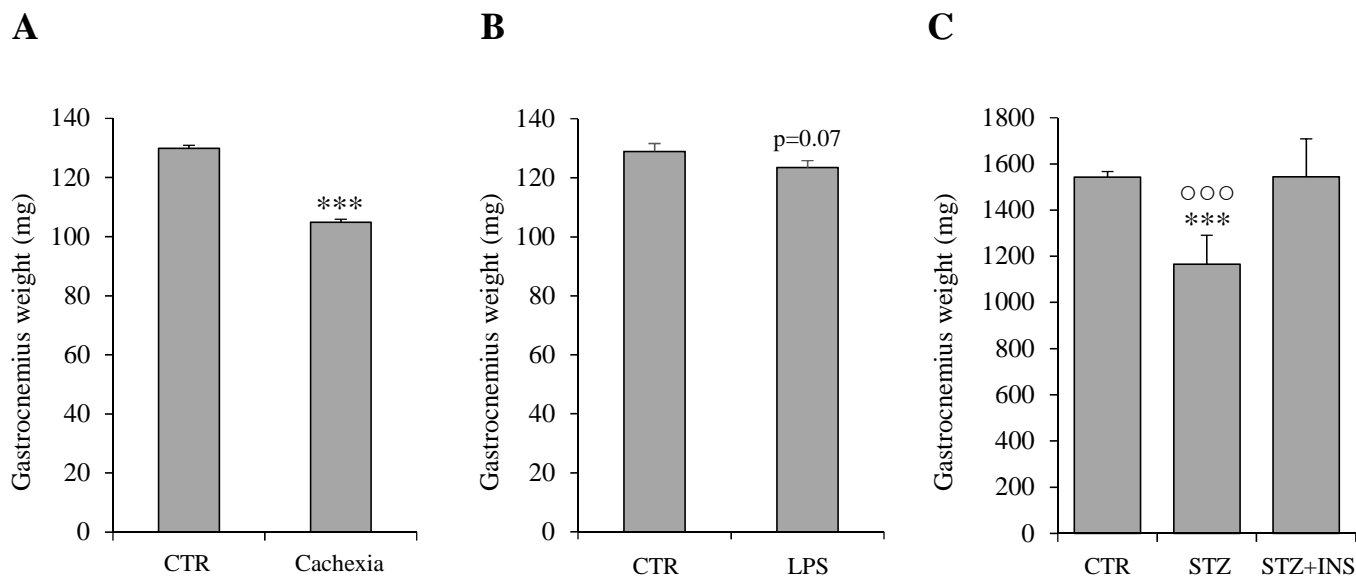 A
B
C
Gastrocnemius weight (mg)
140
120
100
80
60
40
20
0
***
CTR
Cachexia
Gastrocnemius weight (mg)
140
120
100
80
60
40
20
0
p=0.07
CTR
LPS
Gastrocnemius weight (mg)
1800
1600
1400
1200
1000
800
600
400
200
0
○○○
***
CTR
STZ
STZ+INS